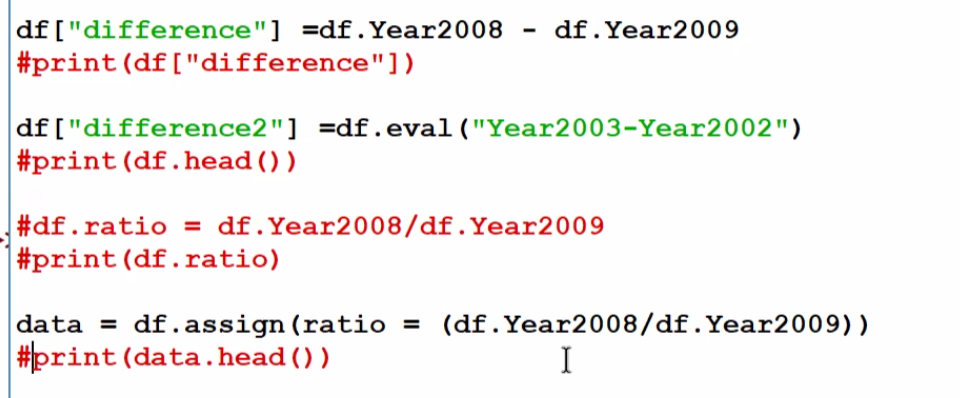 df["difference"] =df.Year2008 - df.Year2009
#print(df["difference"])
df["difference2"] =df.eval("Year2003-Year2002")
#print(df.head())
#df.ratio = df.Year2008/df.Year2009
#print(df.ratio)
data = df.assign(ratio = (df.Year2008/df.Year2009))
#print(data.head())